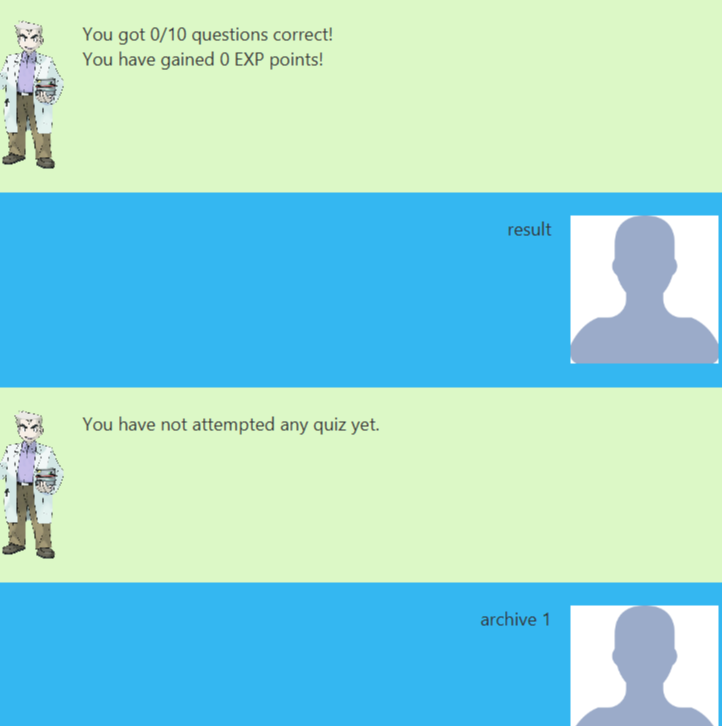 You got 0/10 questions correct!
You have gained 0 EXP points!
result
You have not attempted any quiz yet.
archive 1